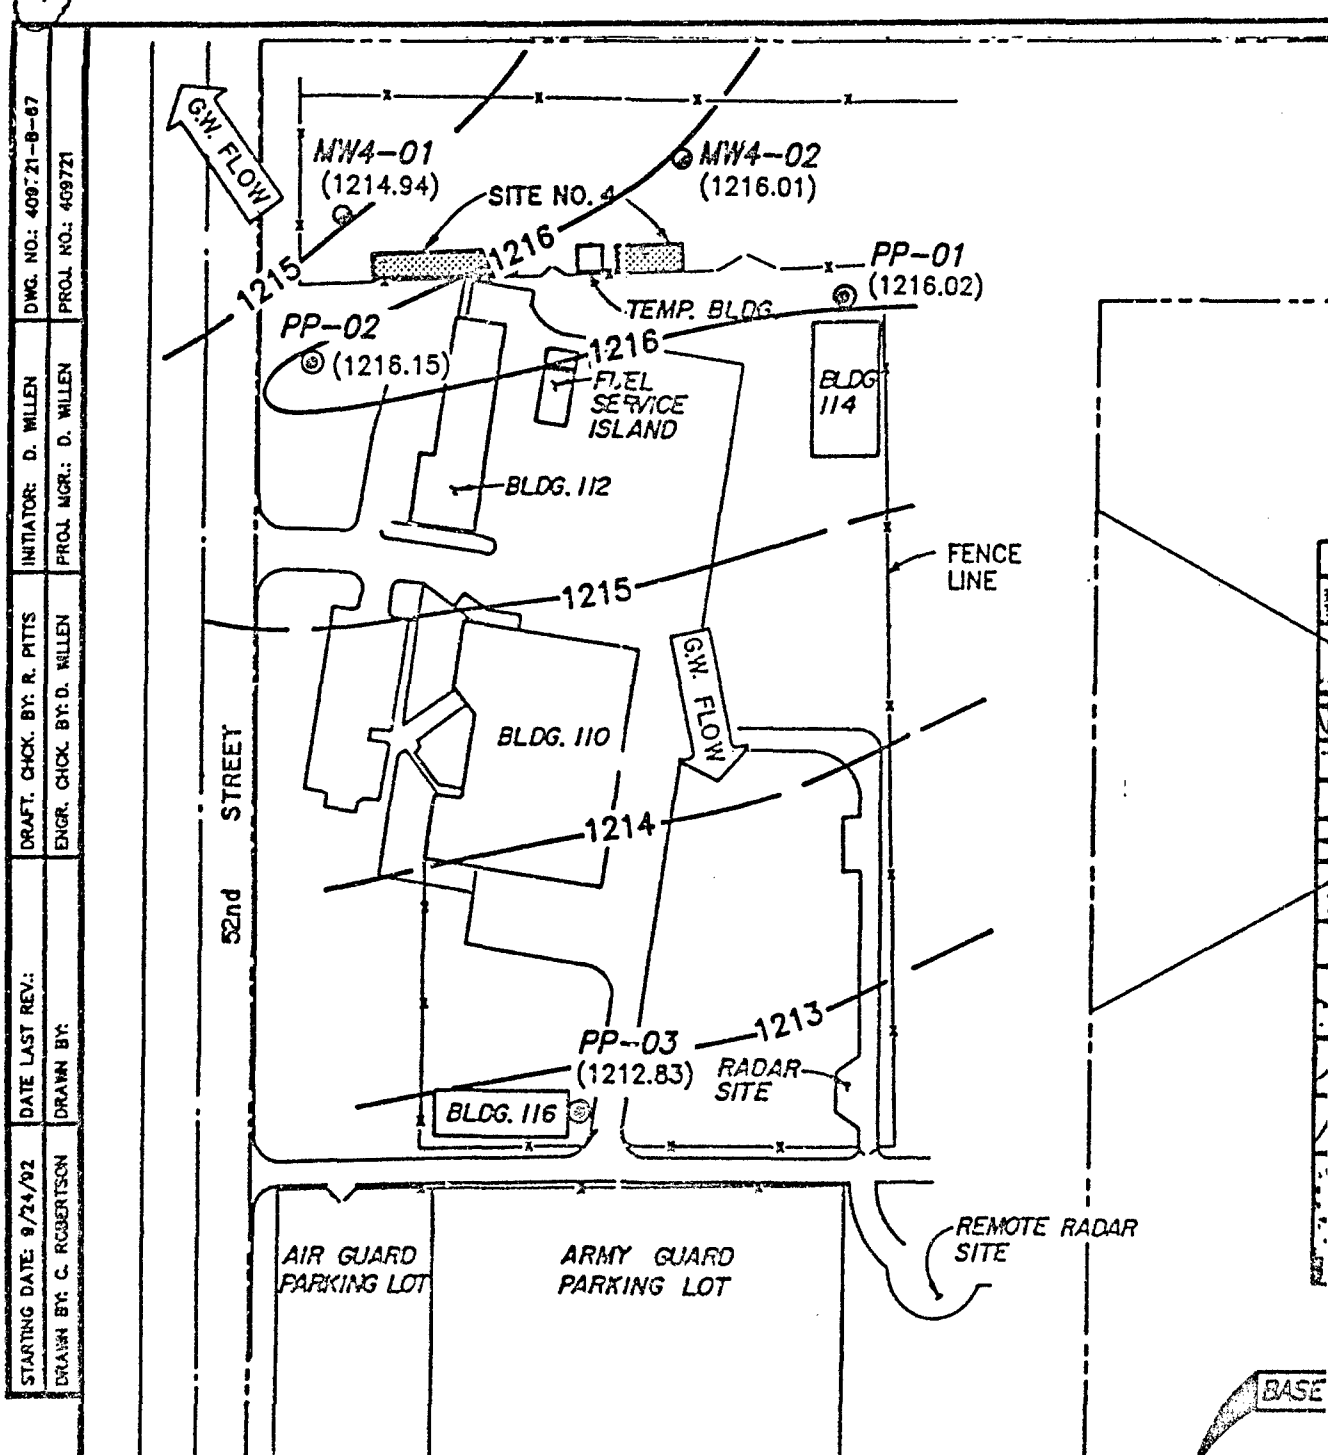 STARTING DATE: 9/24/92
DATE LAST REV.:
DRAFT. CHCK. BY: R. PITTS
INITIATOR: D. WILLEN
DWG. NO.: 409721-B-67
DRAWN BY: C. ROBERTSON
DRAWN BY:
ENGR. CHCK. BY: D. WILLEN
PROJ. MGR.: D. WILLEN
PROJ. NO.: 409721
G.W. FLOW
MW4-01
(1214.94)
SITE NO. 4
MW4-02
(1216.01)
1216
1215
PP-01
(1216.02)
TEMP. BLDG.
PP-02
(1216.15)
1216
FUEL
SERVICE
ISLAND
BLDG
114
BLDG. 112
FENCE
LINE
1215
G.W. FLOW
BLDG. 110
52nd STREET
1214
1213
PP-03
(1212.83)
RADAR
SITE
BLDG. 116
AIR GUARD
PARKING LOT
ARMY GUARD
PARKING LOT
REMOTE RADAR
SITE
BASE